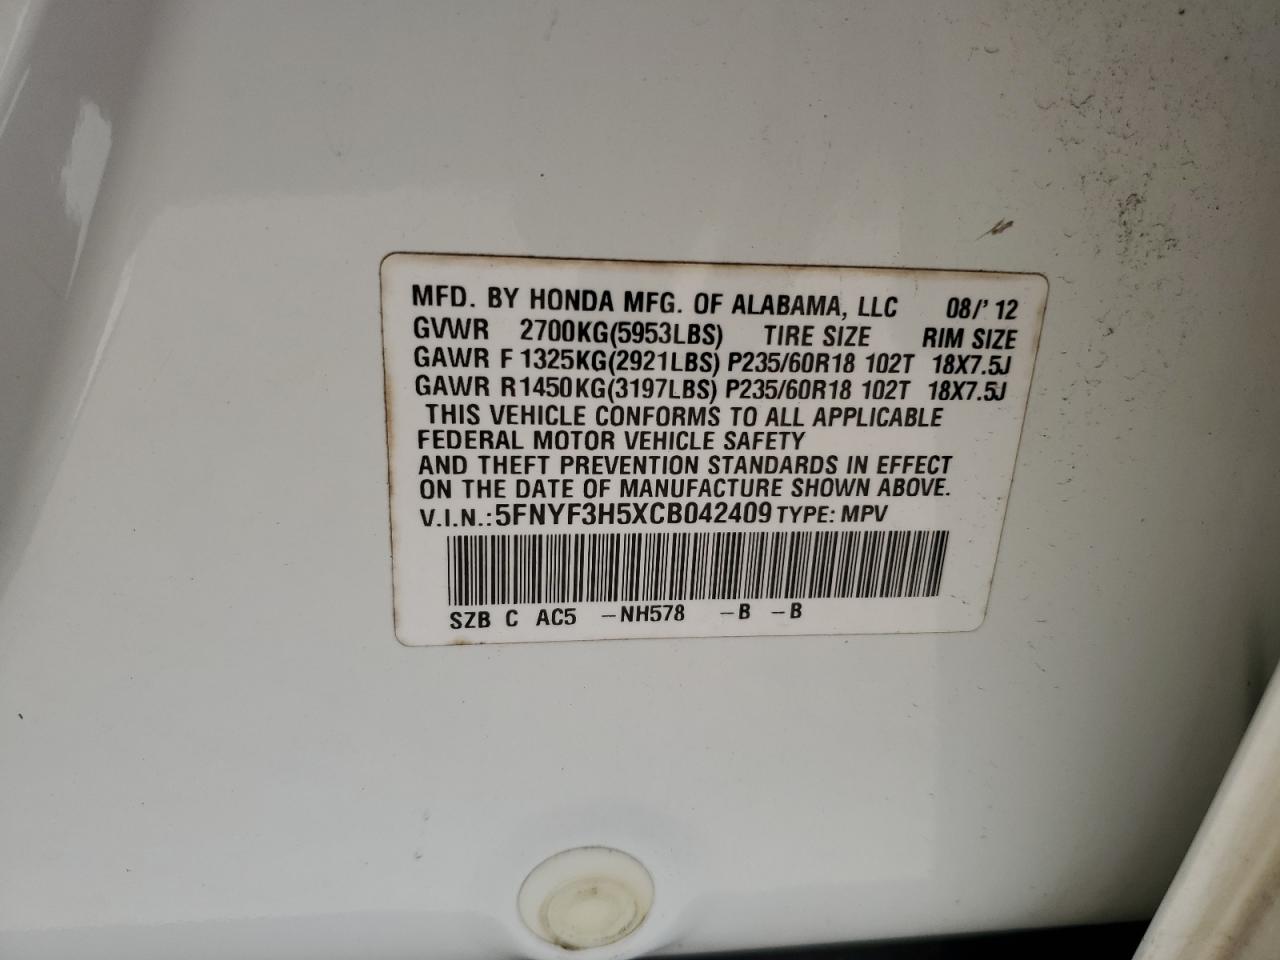 MFD. BY HONDA MFG. OF ALABAMA, LLC 08/'12
GVWR 2700KG(5953LBS) TIRE SIZE RIM SIZE
GAWR F 1325KG(2921LBS) P235/60R18 102T 18X7.5J
GAWR R1450KG(3197LBS) P235/60R18 102T 18X7.5J
THIS VEHICLE CONFORMS TO ALL APPLICABLE
FEDERAL MOTOR VEHICLE SAFETY
AND THEFT PREVENTION STANDARDS IN EFFECT
ON THE DATE OF MANUFACTURE SHOWN ABOVE.
V.I.N.:5FNYF3H5XCB042409 TYPE: MPV
SZB C AC5 -NH578 -B -B